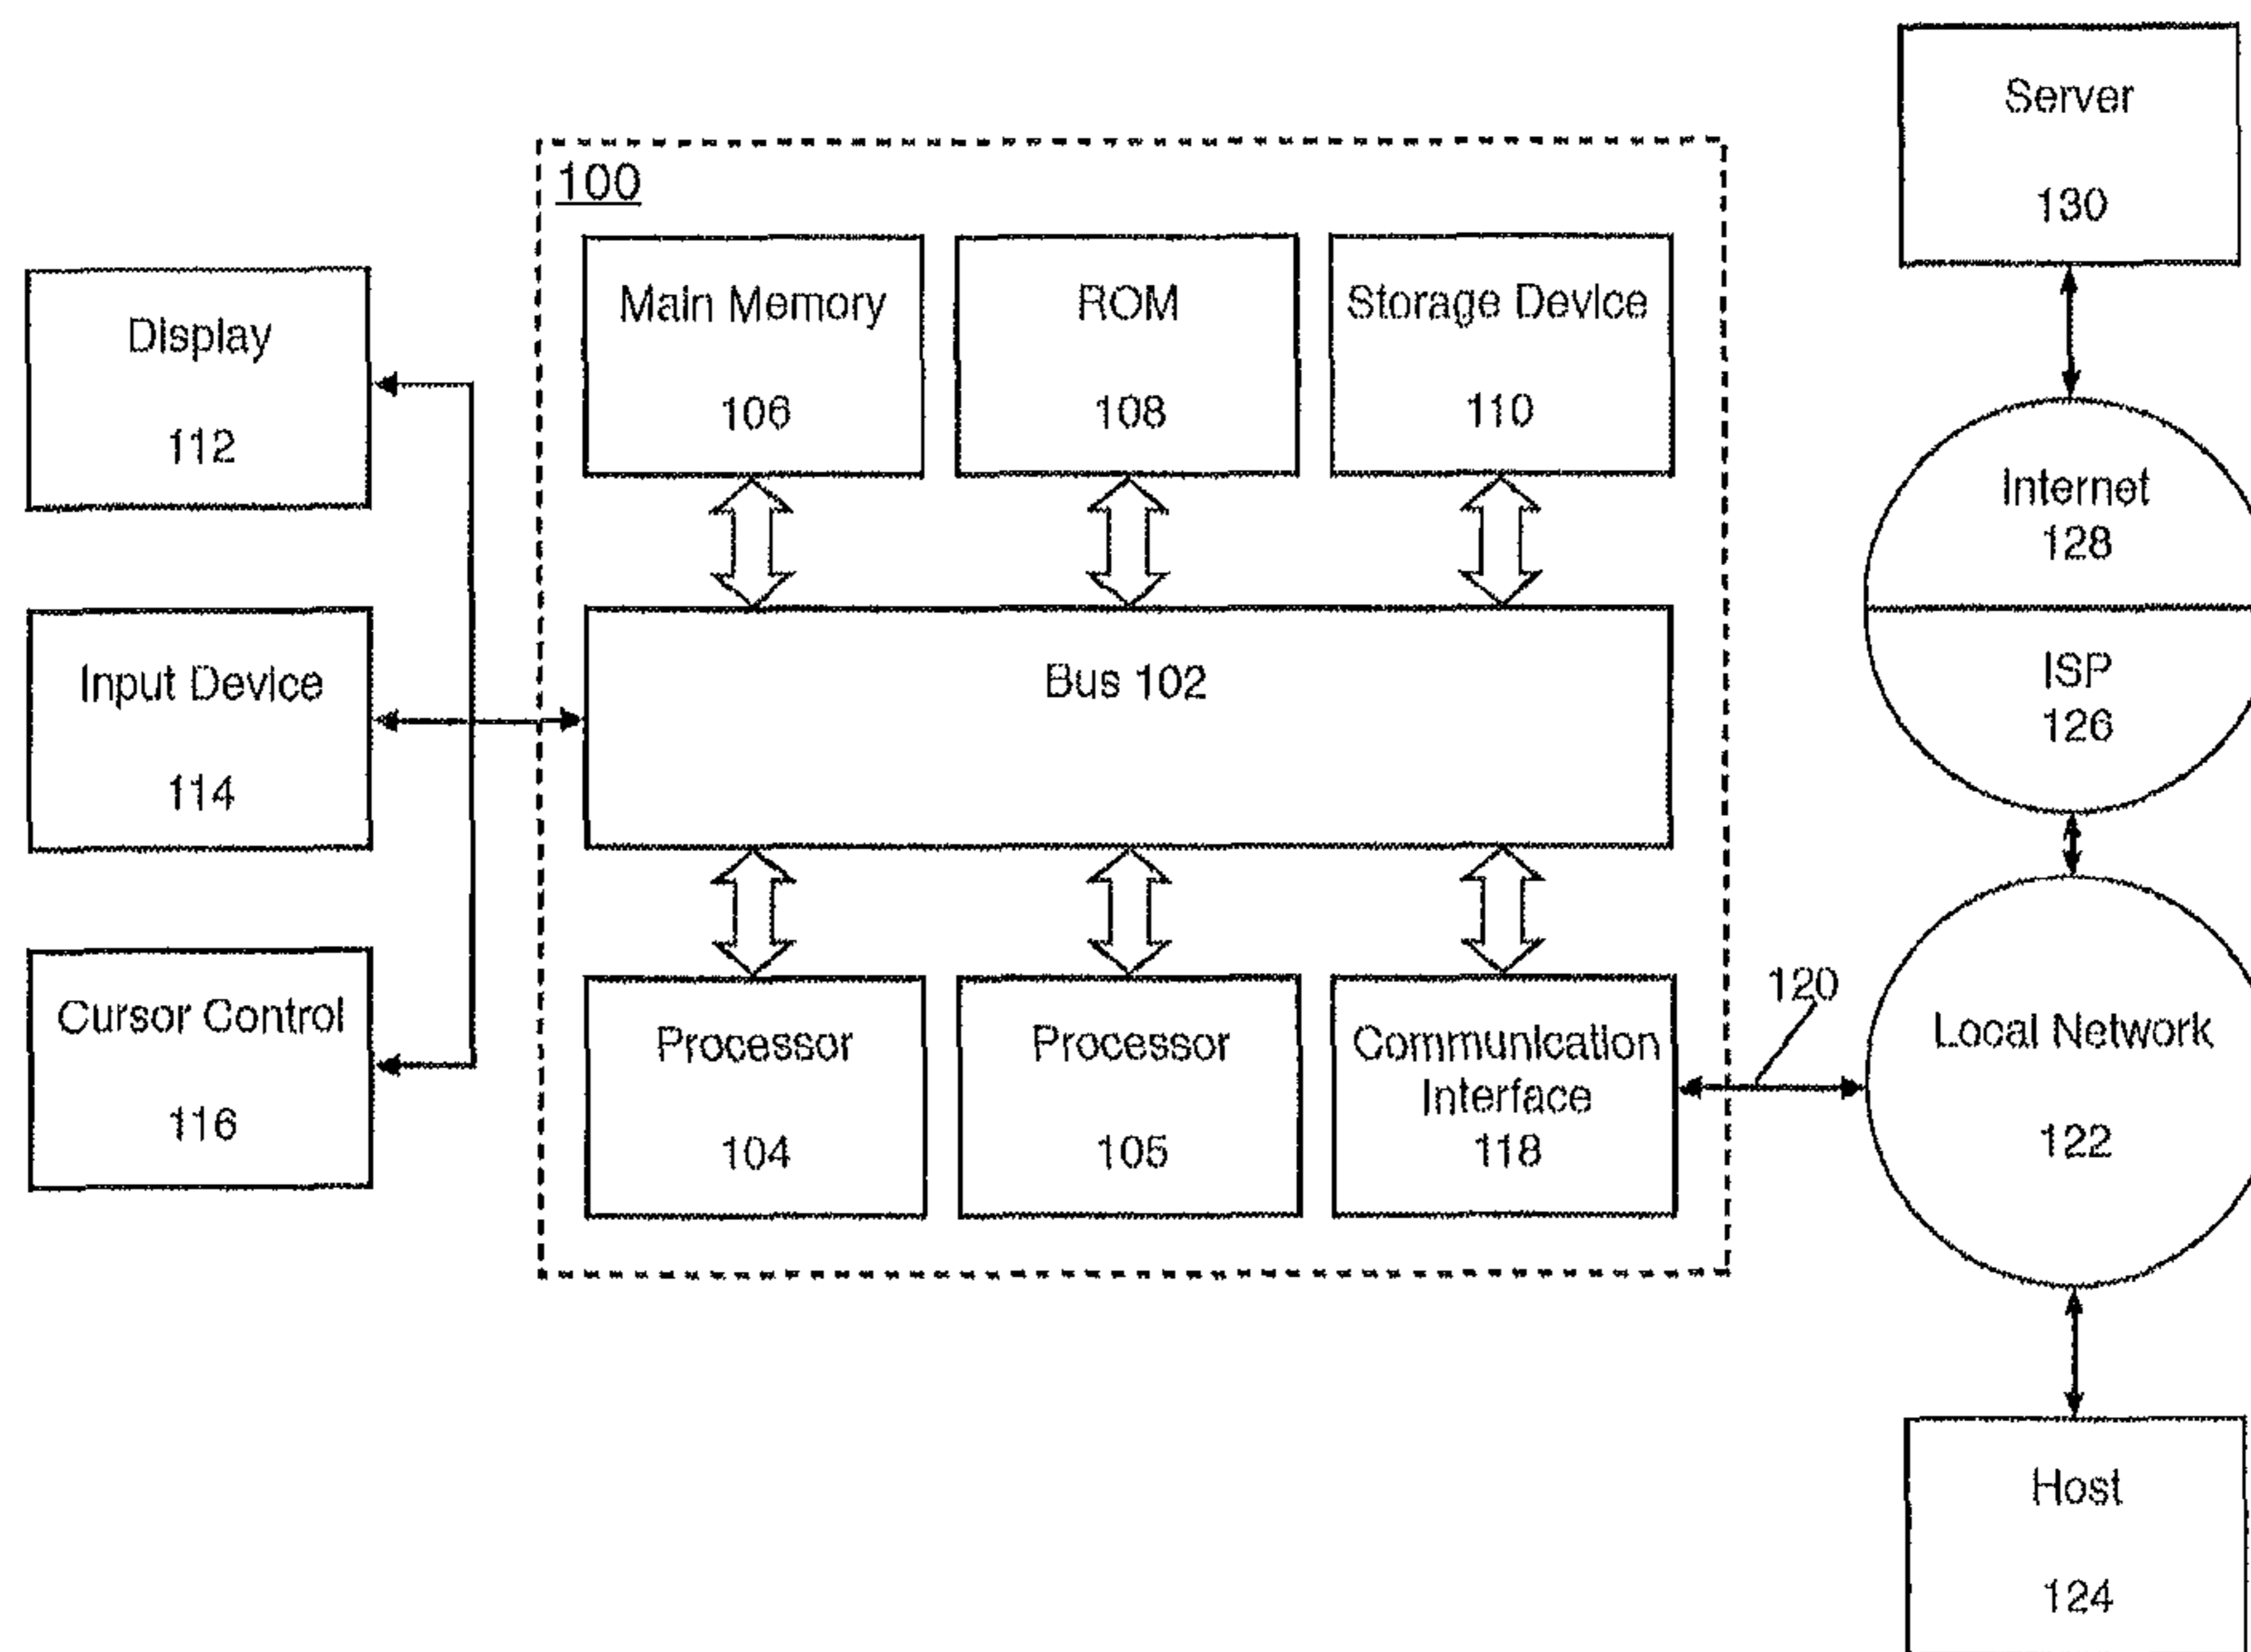 Server
130
100
Main Memory
106
ROM
108
Storage Device
110
Display
112
Internet
128
ISP
126
Input Device
114
Bus 102
Cursor Control
116
Processor
104
Processor
105
Communication
Interface
118
120
Local Network
122
Host
124